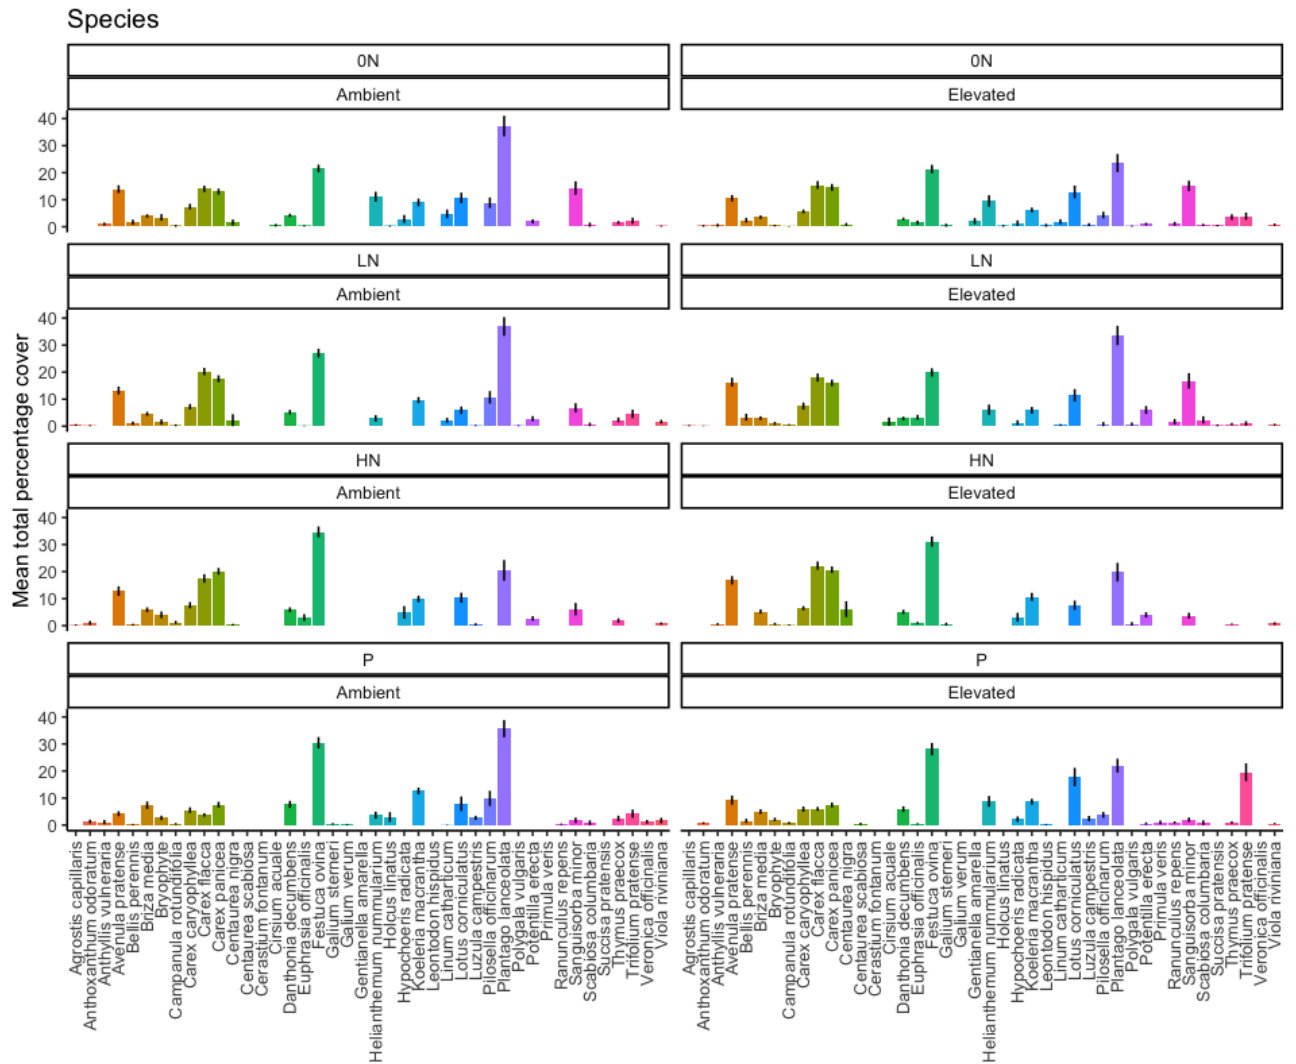 Species
0N
0N
Ambient
Elevated
40
30
20
10
0
LN
LN
Ambient
Elevated
40
30
20
10
0
HN
HN
Ambient
Elevated
40
30
20
10
0
P
P
Ambient
Elevated
40
30
20
10
0
Mean total percentage cover
Agrostis capillaris
Anthoxanthum odoratum
Anthyllis vulneraria
Avenula pratense
Bellis perennis
Briza media
Bryophyte
Campanula rotundifolia
Carex caryophyllea
Carex flacca
Carex panicea
Centaurea nigra
Centaurea scabiosa
Cerastium fontanum
Cirsium acuale
Danthonia decumbens
Euphrasia officinalis
Festuca ovina
Galium sterneri
Galium verum
Gentianella amarella
Helianthemum nummularium
Holcus linatus
Hypochoeris radicata
Koeleria macantha
Leontodon hispidus
Linum catharticum
Lotus corniculatus
Luzula campestris
Pilosella officinarum
Plantago lanceolata
Polygala vulgaris
Potentilla erecta
Primula veris
Ranunculus repens
Sanguisorba minor
Scabiosa columbaria
Succisa pratensis
Thymus praecox
Trifolium pratense
Veronica officinalis
Viola riviniana
Agrostis capillaris
Anthoxanthum odoratum
Anthyllis vulneraria
Avenula pratense
Bellis perennis
Briza media
Bryophyte
Campanula rotundifolia
Carex caryophyllea
Carex flacca
Carex panicea
Centaurea nigra
Centaurea scabiosa
Cerastium fontanum
Cirsium acuale
Danthonia decumbens
Euphrasia officinalis
Festuca ovina
Galium sterneri
Galium verum
Gentianella amarella
Helianthemum nummularium
Holcus linatus
Hypochoeris radicata
Koeleria macantha
Leontodon hispidus
Linum catharticum
Lotus corniculatus
Luzula campestris
Pilosella officinarum
Plantago lanceolata
Polygala vulgaris
Potentilla erecta
Primula veris
Ranunculus repens
Sanguisorba minor
Scabiosa columbaria
Succisa pratensis
Thymus praecox
Trifolium pratense
Veronica officinalis
Viola riviniana